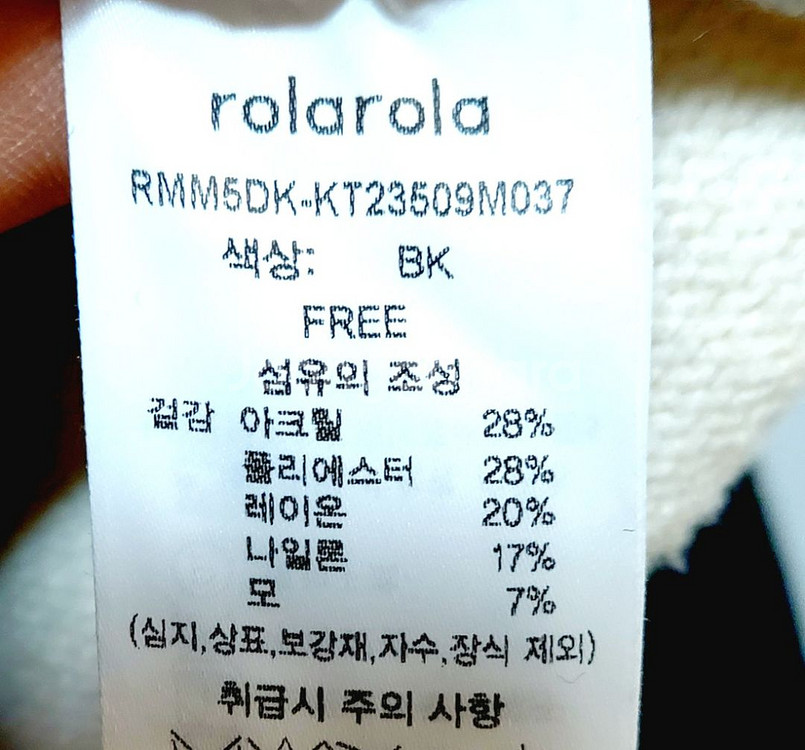 rolarola
RMM5DK-KT23509M037
색상: BK
FREE
섬유의 조성
겉감 아크릴 28%
폴리에스터 28%
레이온 20%
나일론 17%
모 7%
(심지,상표,보강재,자수,장식 제외)
취급시 주의 사항